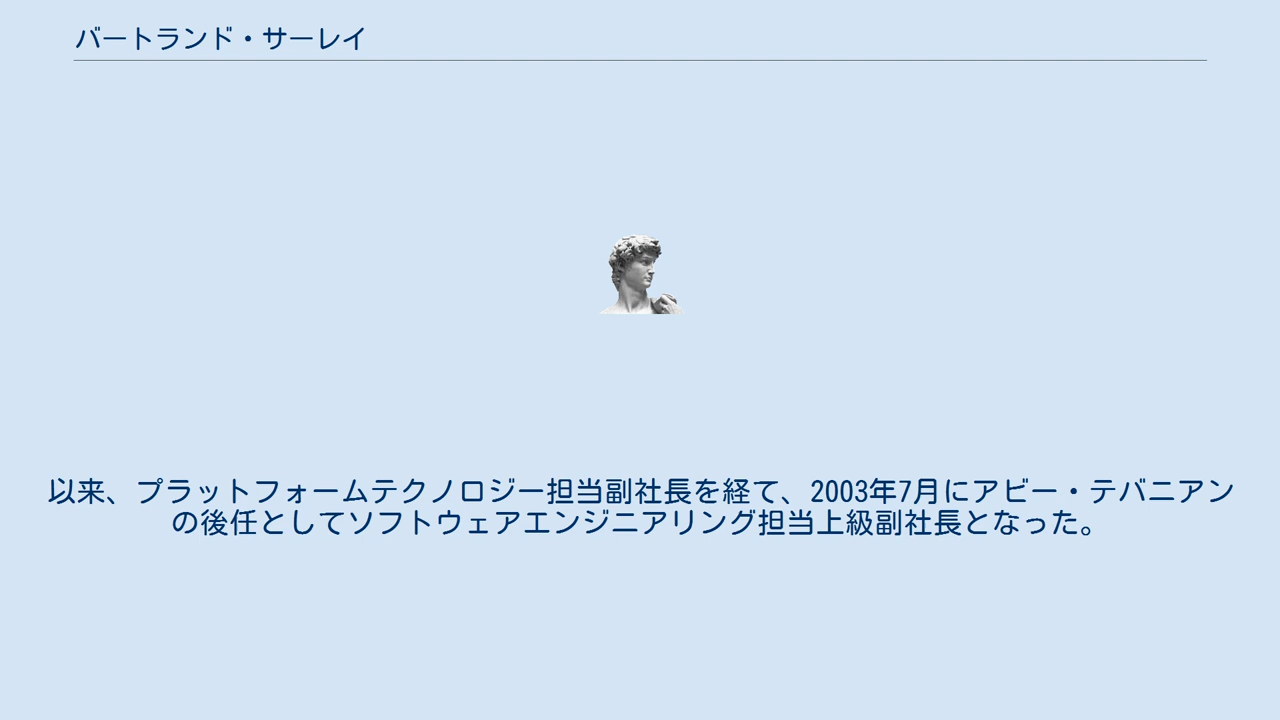 バートランド・サーレイ
以来、プラットフォームテクノロジー担当副社長を経て、2003年7月にアビー・テバニアン
の後任としてソフトウェアエンジニアリング担当上級副社長となった。